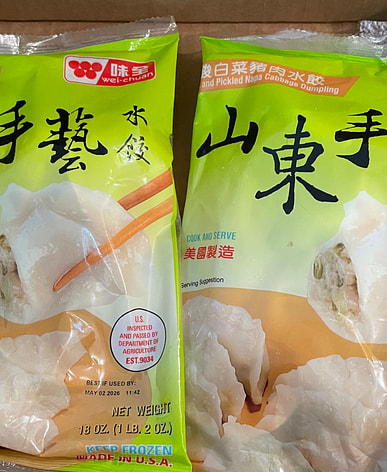 味全
wei-chuan
手藝
水餃
U.S.
INSPECTED
AND PASSED BY
DEPARTMENT OF
AGRICULTURE
EST.9034
BEST IF USED BY:
MAY 02 2026 11:42
NET WEIGHT
18 OZ. (1 LB. 2 OZ.)
KEEP FROZEN
MADE IN U.S.A.
酸白菜豬肉水餃
and Pickled Napa Cabbage Dumpling
山東手
COOK AND SERVE
美國製造
Serving Suggestion